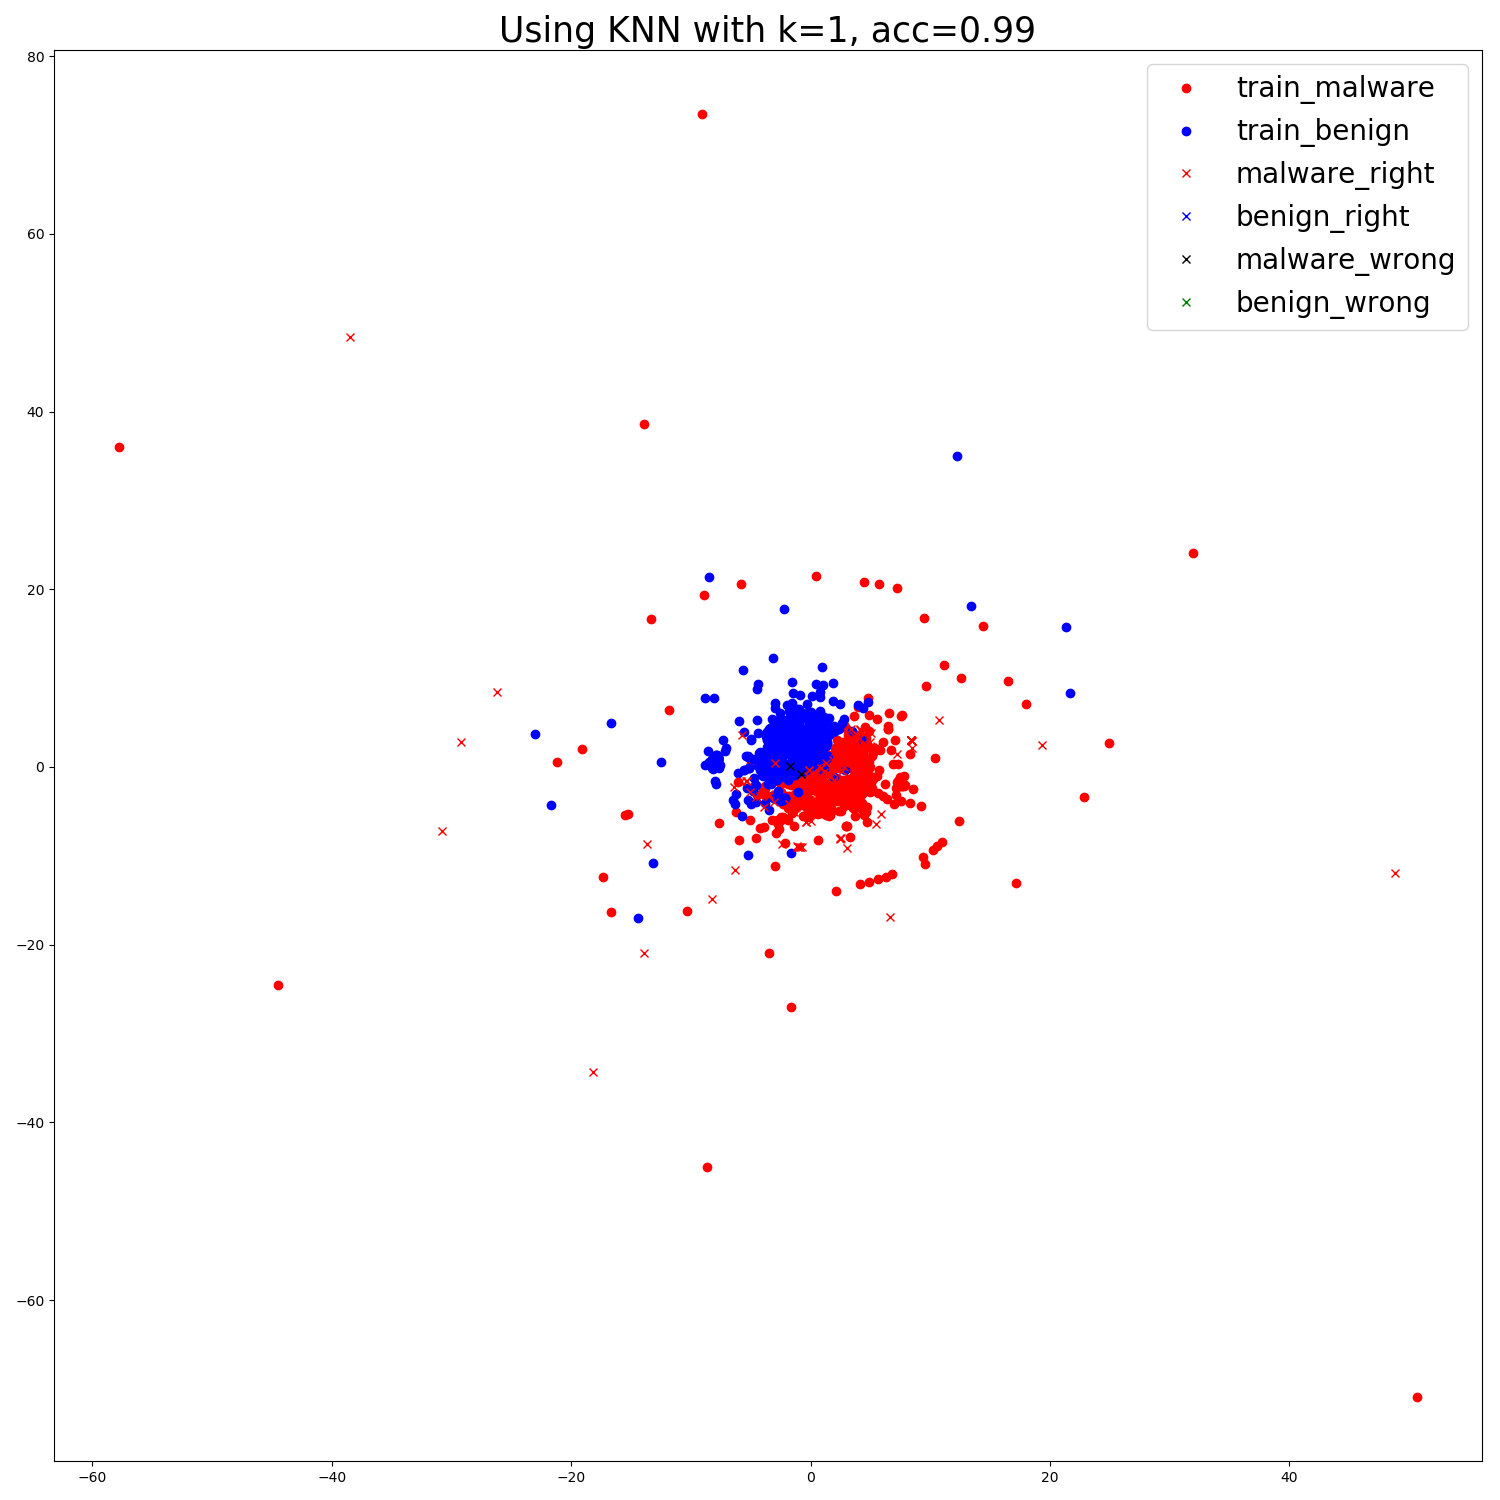 Using KNN with k=1, acc=0.99
80
60
40
20
0
−20
−40
−60
−60
−40
−20
0
20
40
train_malware
train_benign
malware_right
benign_right
malware_wrong
benign_wrong